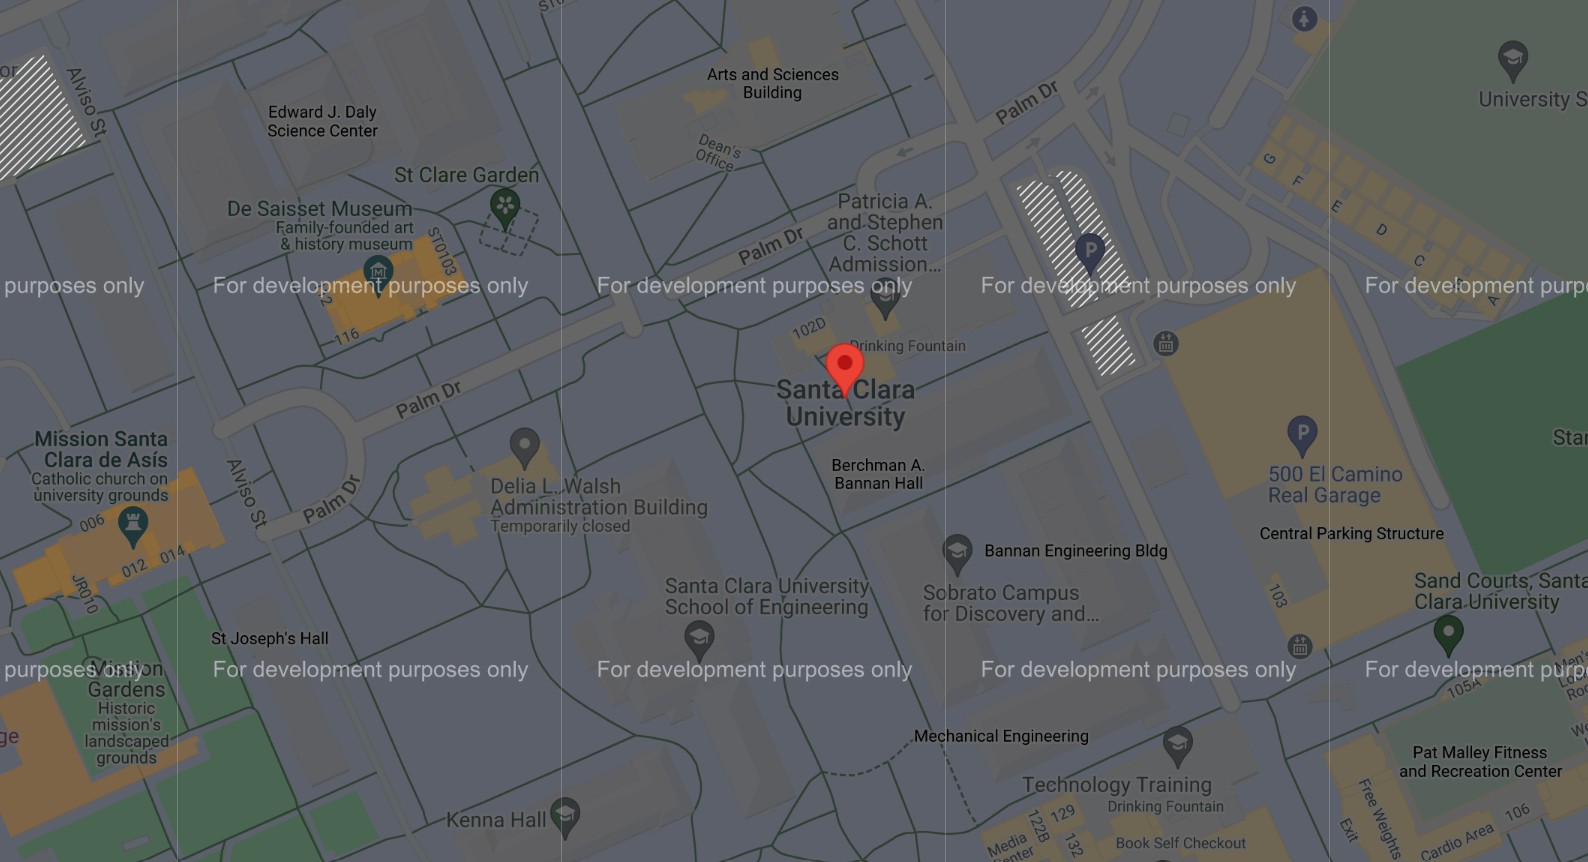 Alviso St
Edward J. Daly
Science Center
Arts and Sciences
Building
Dean's
Office
Palm Dr
University S
G
F
E
D
C
A
St Clare Garden
De Saisset Museum
Family-founded art
& history museum
ST0103
116
Palm Dr
Patricia A.
and Stephen
C. Schott
Admission...
P
purposes only
For development purposes only
For development purposes only
For development purposes only
For development purp
102D
Drinking Fountain
Santa Clara
University
Palm Dr
Mission Santa
Clara de Asís
Catholic church on
university grounds
006
012
014
JR010
Alviso St
Palm Dr
Delia L. Walsh
Administration Building
Temporarily closed
Berchman A.
Bannan Hall
P
500 El Camino
Real Garage
Central Parking Structure
Star
Bannan Engineering Bldg
Sobrato Campus
for Discovery and...
Santa Clara University
School of Engineering
103
Sand Courts, Santa
Clara University
St Joseph's Hall
purposes only
For development purposes only
For development purposes only
For development purposes only
For development purp
Mission
Gardens
Historic
mission's
landscaped
grounds
ge
105A
Mechanical Engineering
Technology Training
Drinking Fountain
Pat Malley Fitness
and Recreation Center
Kenna Hall
129
122B
132
Media
Center
Book Self Checkout
Free Weights
Exit
Cardio Area
106